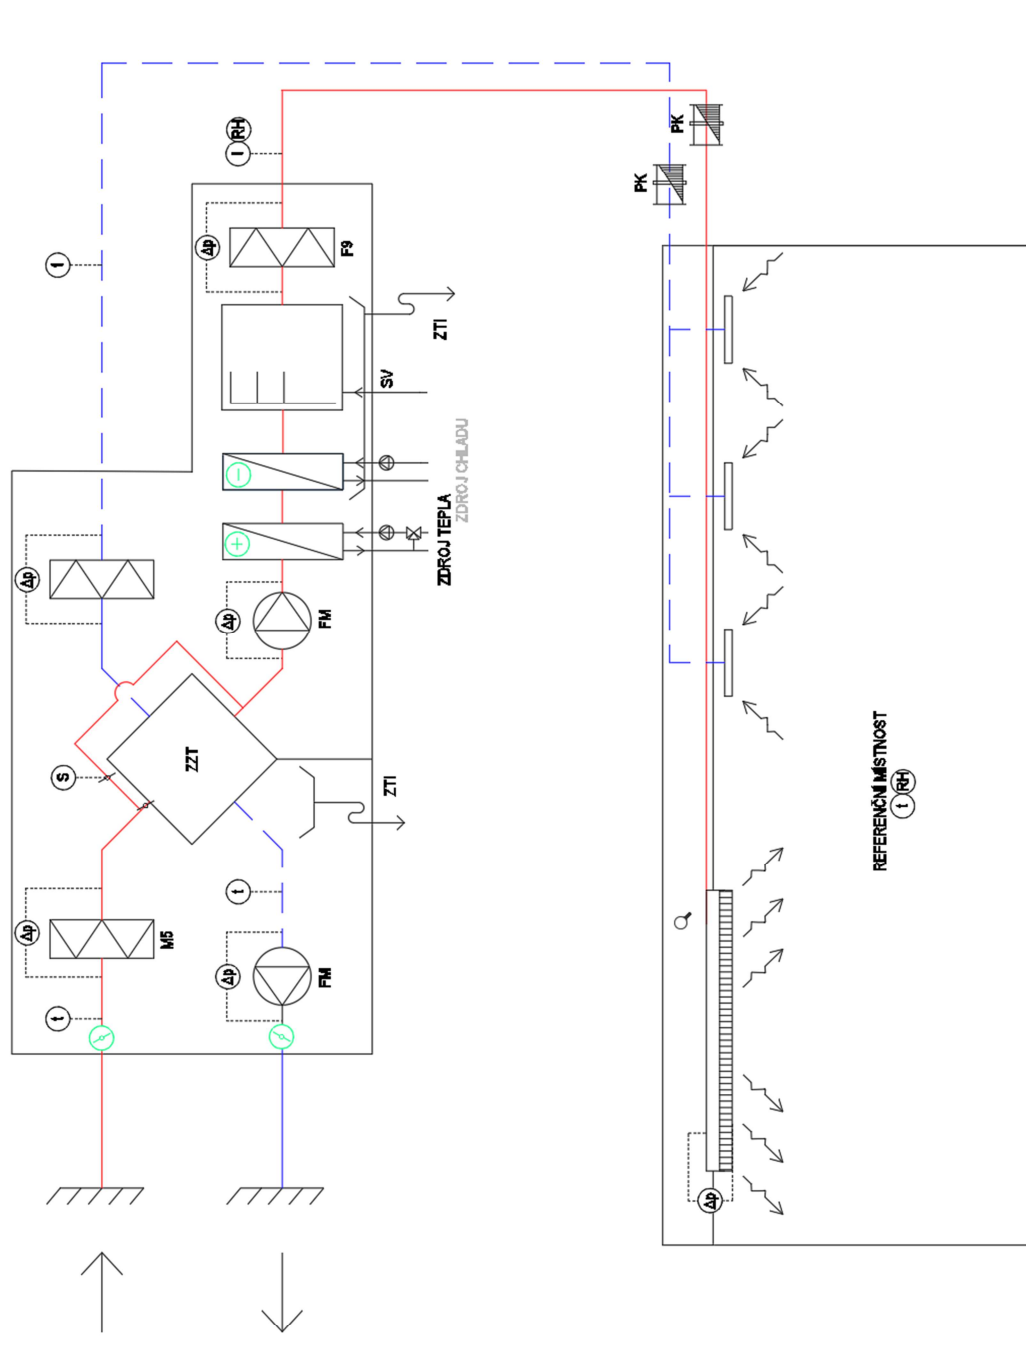 t
RH
PK
PK
Δp
F9
t
ZTI
SV
ZDROJ CHLADU
ZDROJ TEPLA
Δp
Δp
FM
S
ZZT
ZTI
REFERENČNÍ MÍSTNOST
t
RH
t
Δp
M5
Δp
FM
t
Δp